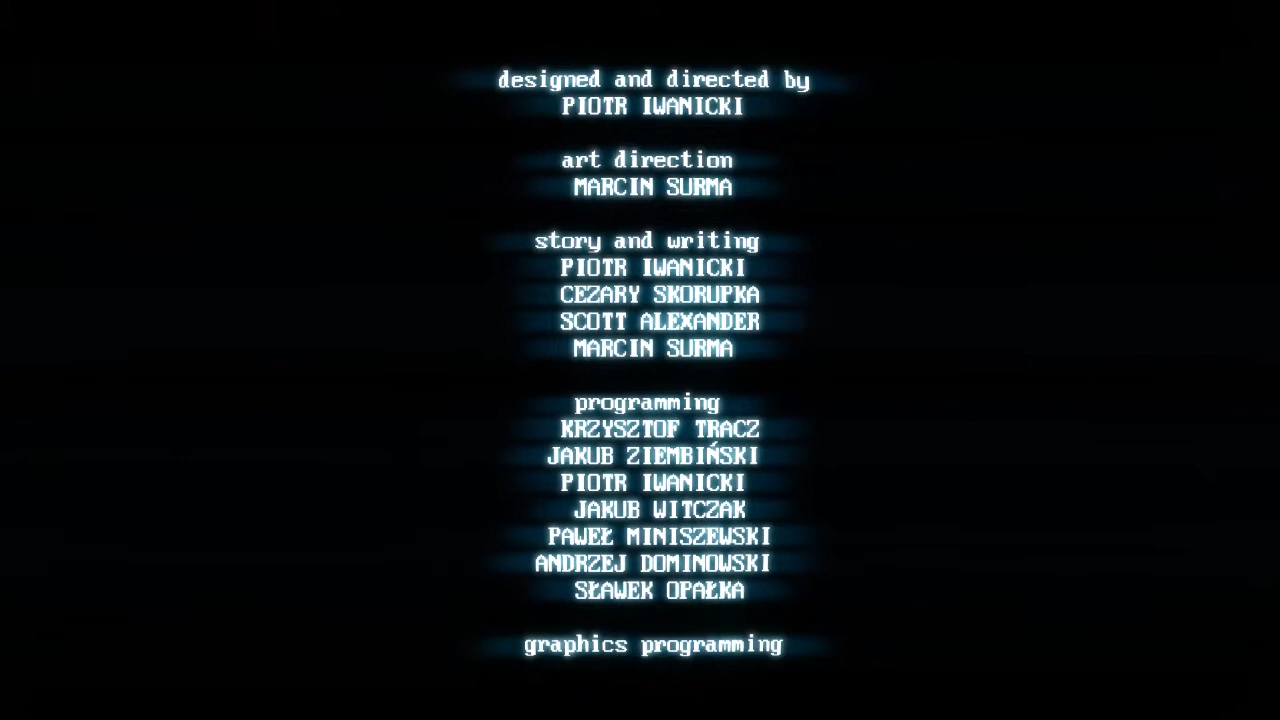 designed and directed by
PIOTR IWANICKI
art direction
MARCIN SURMA
story and writing
PIOTR IWANICKI
CEZARY SKORUPKA
SCOTT ALEXANDER
MARCIN SURMA
programming
KRZYSZTOF TRACZ
JAKUB ZIEMBIŃSKI
PIOTR IWANICKI
JAKUB WITCZAK
PAWEŁ MINISZEWSKI
ANDRZEJ DOMINOWSKI
SŁAWEK OPAŁKA
graphics programming